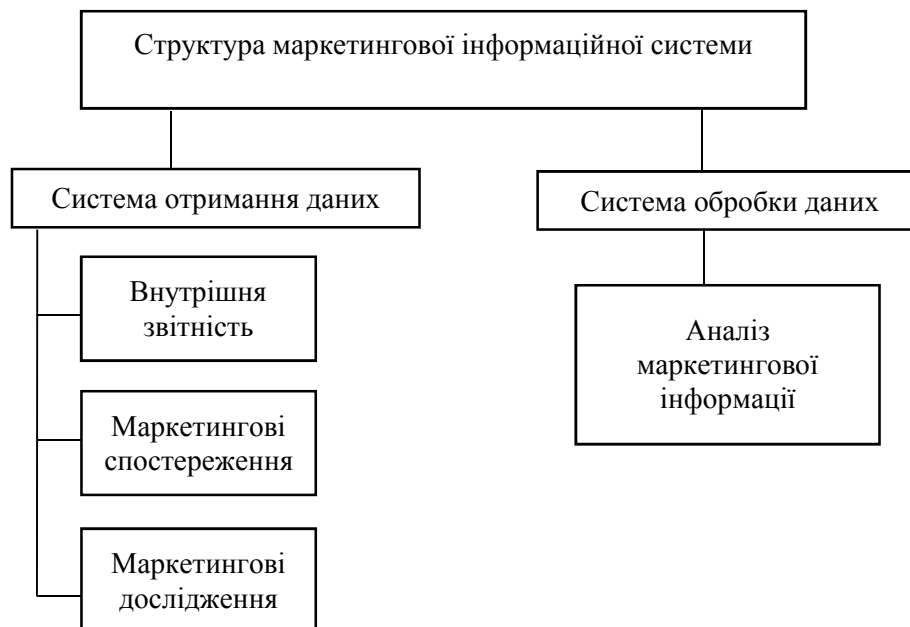 Структура маркетингової інформаційної системи
Система отримання даних
Система обробки даних
Внутрішня
звітність
Аналіз
маркетингової
інформації
Маркетингові
спостереження
Маркетингові
дослідження